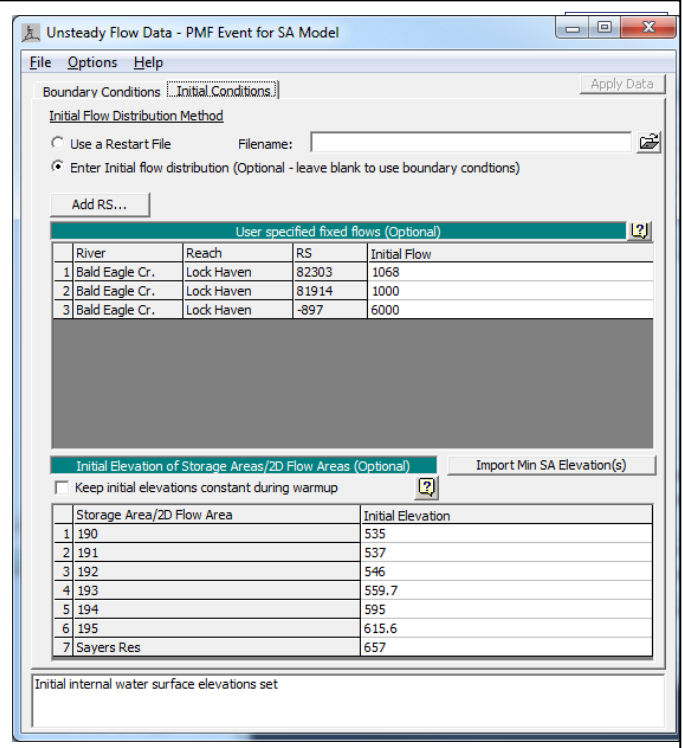 Unsteady Flow Data - PMF Event for SA Model
File Options Help
Boundary Conditions Initial Conditions Apply Data
Initial Flow Distribution Method
Use a Restart File Filename:
Enter Initial flow distribution (Optional - leave blank to use boundary condtions)
Add RS...
User specified fixed flows (Optional)
River Reach RS Initial Flow
1 Bald Eagle Cr. Lock Haven 82303 1068
2 Bald Eagle Cr. Lock Haven 81914 1000
3 Bald Eagle Cr. Lock Haven -897 6000
Initial Elevation of Storage Areas/2D Flow Areas (Optional) Import Min SA Elevation(s)
Keep initial elevations constant during warmup
Storage Area/2D Flow Area Initial Elevation
1 190 535
2 191 537
3 192 546
4 193 559.7
5 194 595
6 195 615.6
7 Sayers Res 657
Initial internal water surface elevations set